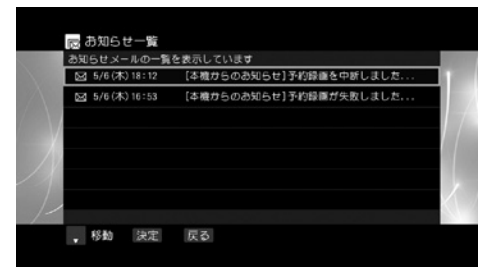 お知らせ一覧
お知らせメールの一覧を表示しています
5/6(木)18:12 [本機からのお知らせ]予約録画を中断しました...
5/6(木)16:53 [本機からのお知らせ]予約録画が失敗しました...
移動 決定 戻る